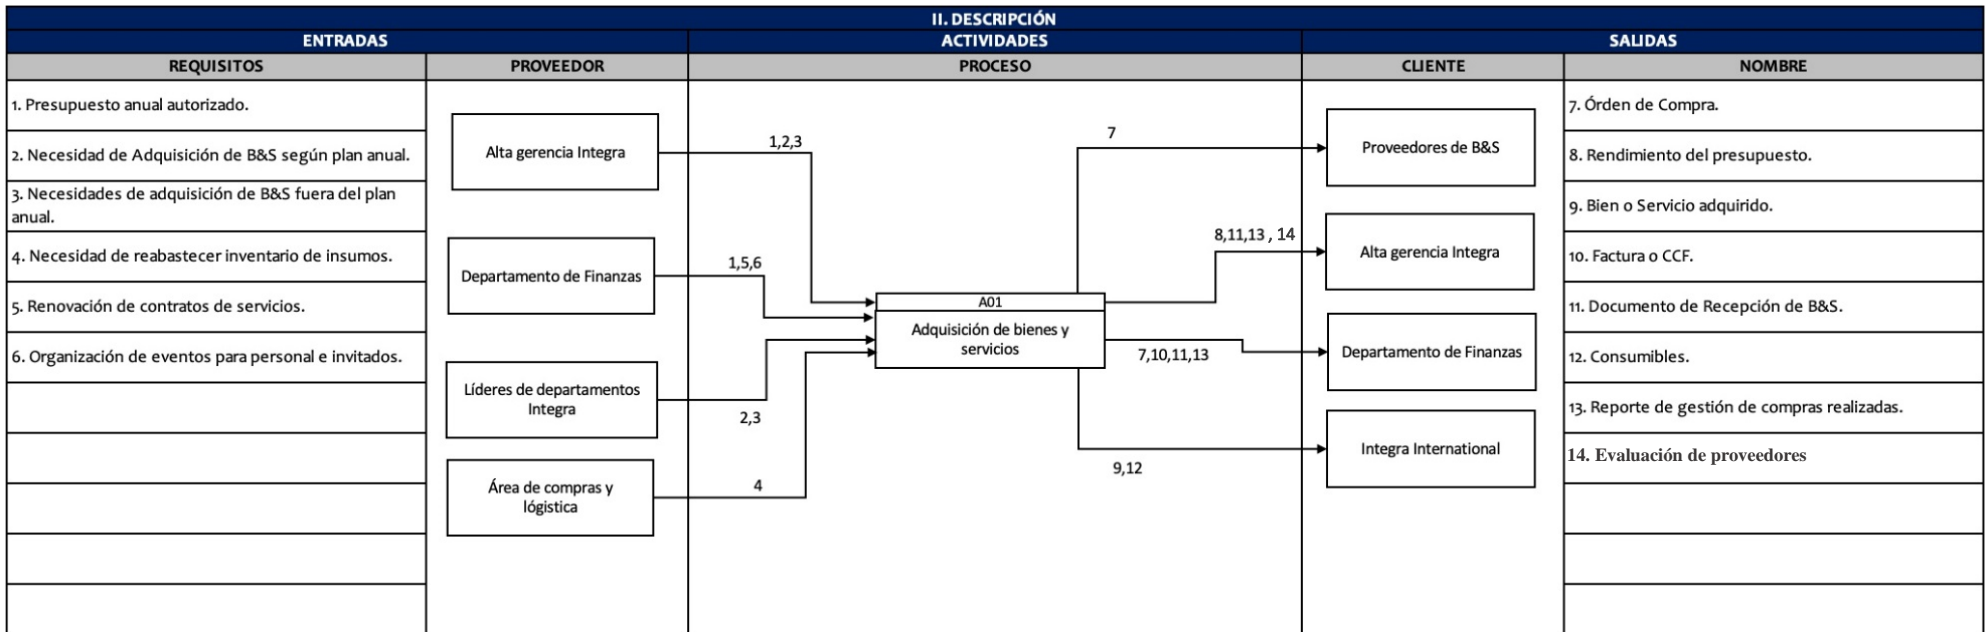 II. DESCRIPCIÓN
ENTRADAS
ACTIVIDADES
SALIDAS
REQUISITOS
PROVEEDOR
PROCESO
CLIENTE
NOMBRE
1. Presupuesto anual autorizado.
2. Necesidad de Adquisición de B&S según plan anual.
3. Necesidades de adquisición de B&S fuera del plan
anual.
4. Necesidad de reabastecer inventario de insumos.
5. Renovación de contratos de servicios.
6. Organización de eventos para personal e invitados.
Alta gerencia Integra
Departamento de Finanzas
Líderes de departamentos
Integra
Área de compras y
lógistica
1,2,3
1,5,6
2,3
4
A01
Adquisición de bienes y
servicios
7
8,11,13 , 14
7,10,11,13
9,12
Proveedores de B&S
Alta gerencia Integra
Departamento de Finanzas
Integra International
7. Órden de Compra.
8. Rendimiento del presupuesto.
9. Bien o Servicio adquirido.
10. Factura o CCF.
11. Documento de Recepción de B&S.
12. Consumibles.
13. Reporte de gestión de compras realizadas.
14. Evaluación de proveedores